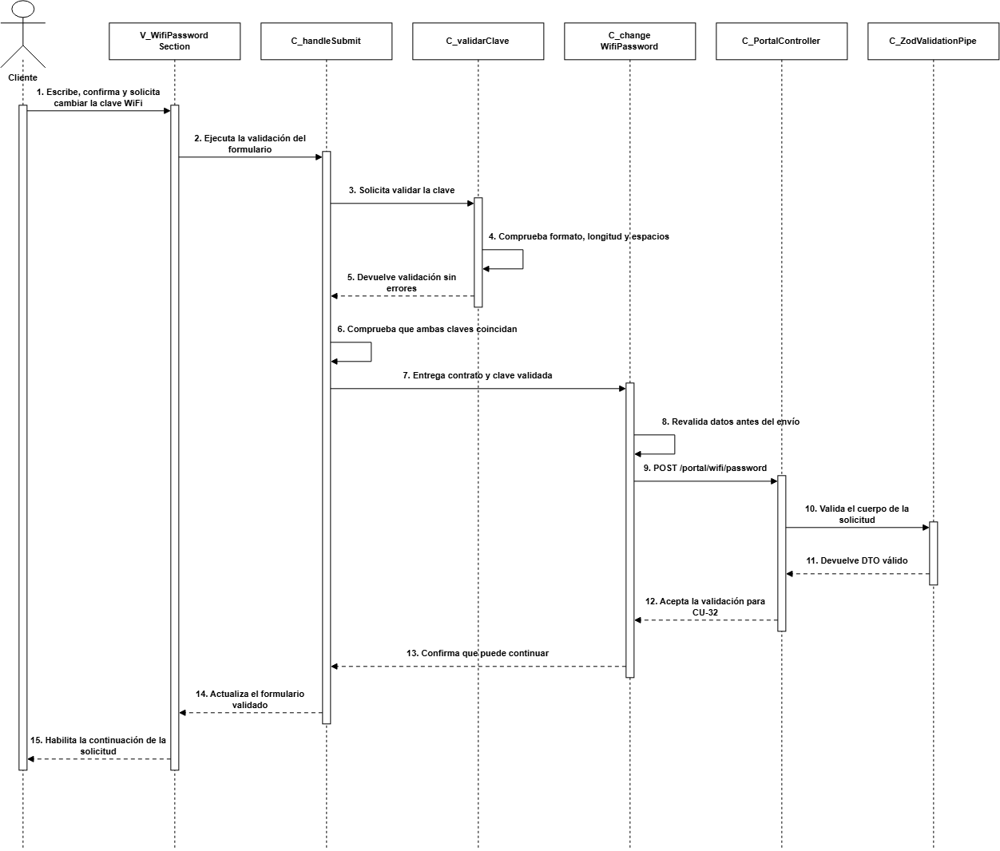 V_WifiPassword
Section
C_handleSubmit
C_validarClave
C_change
WifiPassword
C_PortalController
C_ZodValidationPipe
Cliente
1. Escribe, confirma y solicita
cambiar la clave WiFi
2. Ejecuta la validación del
formulario
3. Solicita validar la clave
4. Comprueba formato, longitud y espacios
5. Devuelve validación sin
errores
6. Comprueba que ambas claves coincidan
7. Entrega contrato y clave validada
8. Revalida datos antes del envío
9. POST /portal/wifi/password
10. Valida el cuerpo de la
solicitud
11. Devuelve DTO válido
12. Acepta la validación para
CU-32
13. Confirma que puede continuar
14. Actualiza el formulario
validado
15. Habilita la continuación de la
solicitud